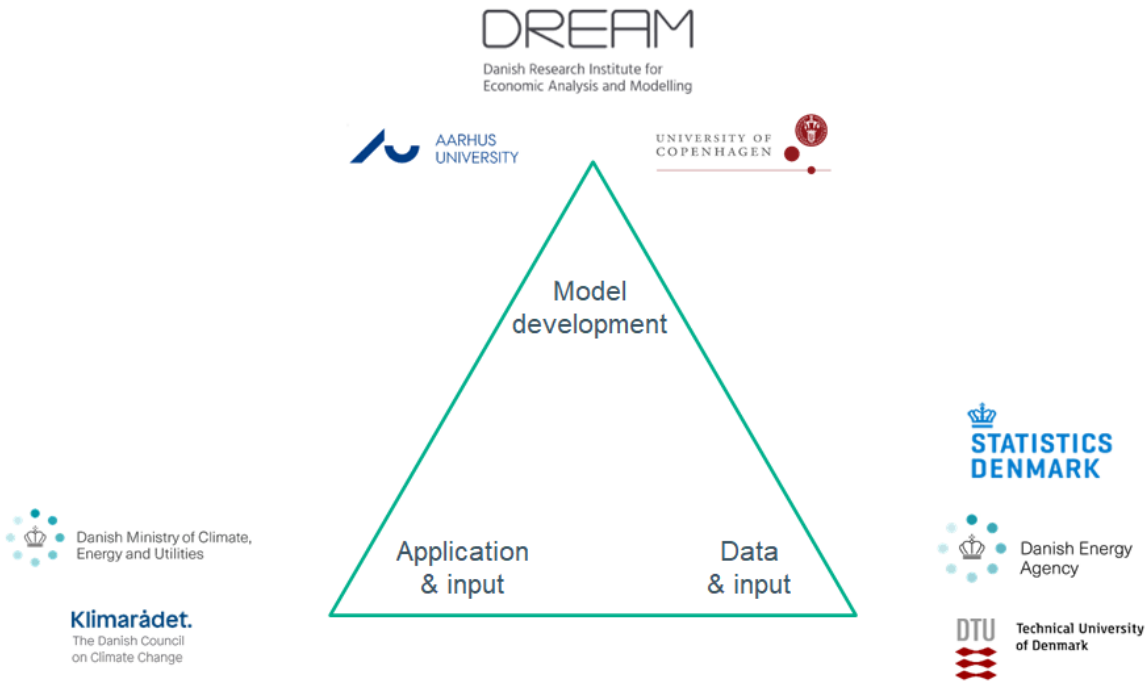 DREAM
Danish Research Institute for
Economic Analysis and Modelling
AARHUS
UNIVERSITY
UNIVERSITY OF
COPENHAGEN
Model
development
STATISTICS
DENMARK
Danish Ministry of Climate,
Energy and Utilities
Application
& input
Data
& input
Danish Energy
Agency
Klimarådet.
The Danish Council
on Climate Change
DTU
Technical University
of Denmark